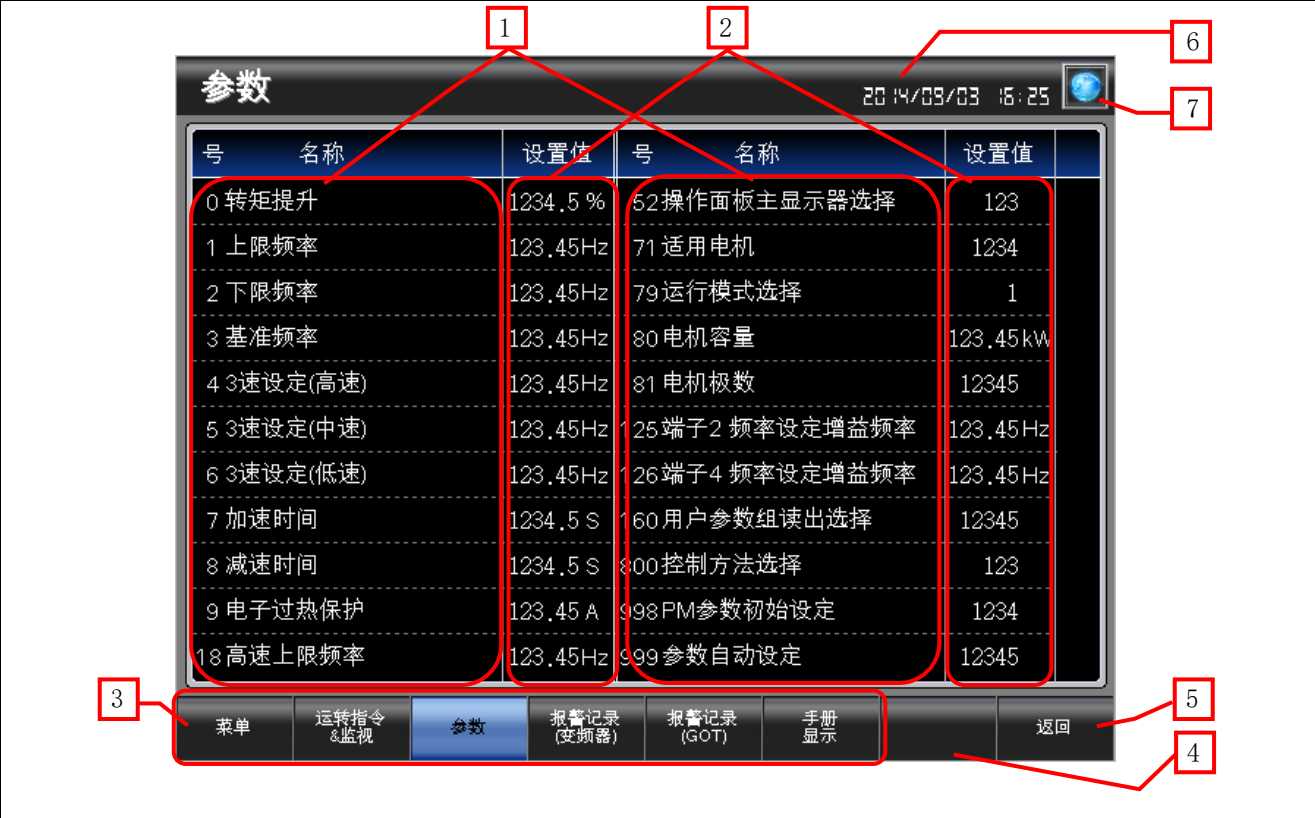 1
2
6
参数
2014/09/03 16:25
7
号 名称 设置值 号 名称 设置值
0 转矩提升 1234.5 % 52 操作面板主显示器选择 123
1 上限频率 123.45Hz 71 适用电机 1234
2 下限频率 123.45Hz 79 运行模式选择 1
3 基准频率 123.45Hz 80 电机容量 123.45kW
4 3速设定(高速) 123.45Hz 81 电机极数 12345
5 3速设定(中速) 123.45Hz 125 端子2 频率设定增益频率 123.45Hz
6 3速设定(低速) 123.45Hz 126 端子4 频率设定增益频率 123.45Hz
7 加速时间 1234.5 S 160 用户参数组读出选择 12345
8 减速时间 1234.5 S 800 控制方法选择 123
9 电子过热保护 123.45 A 998 PM参数初始设定 1234
18 高速上限频率 123.45Hz 999 参数自动设定 12345
3
菜单
运转指令
&监视
参数
报警记录
(变频器)
报警记录
(GOT)
手册
显示
返回
5
4